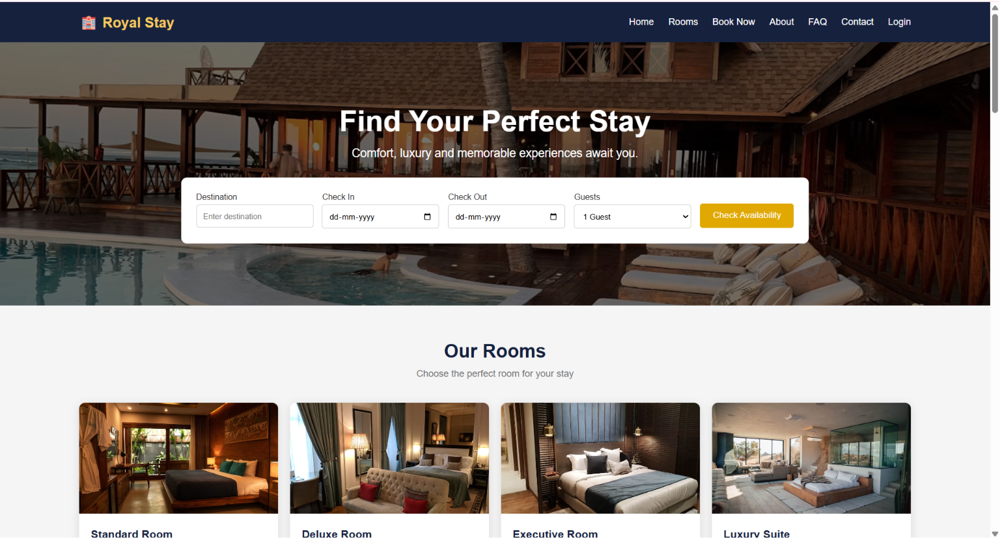 Royal Stay
Home Rooms Book Now About FAQ Contact Login
Find Your Perfect Stay
Comfort, luxury and memorable experiences await you.
Destination Check In Check Out Guests
Enter destination dd-mm-yyyy dd-mm-yyyy 1 Guest Check Availability
Our Rooms
Choose the perfect room for your stay
Standard Room Deluxe Room Executive Room Luxury Suite